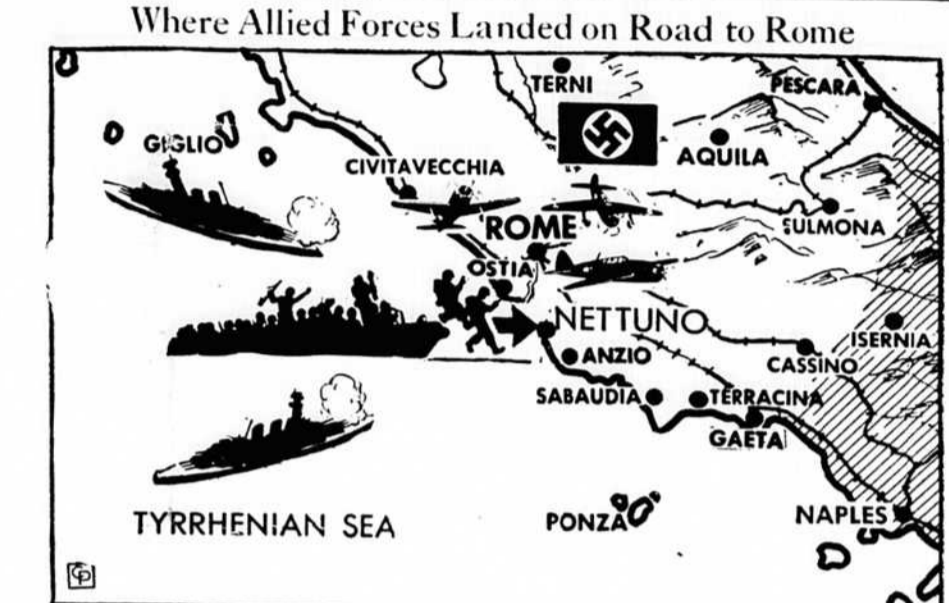 Where Allied Forces Landed on Road to Rome
TERNI
PESCARA
GIGLIO
AQUILA
CIVITAVECCHIA
ROME
SULMONA
OSTIA
NETTUNO
ISERNIA
ANZIO
CASSINO
SABAUDIA
TERRACINA
GAETA
TYRRHENIAN SEA
PONZA
NAPLES
CP